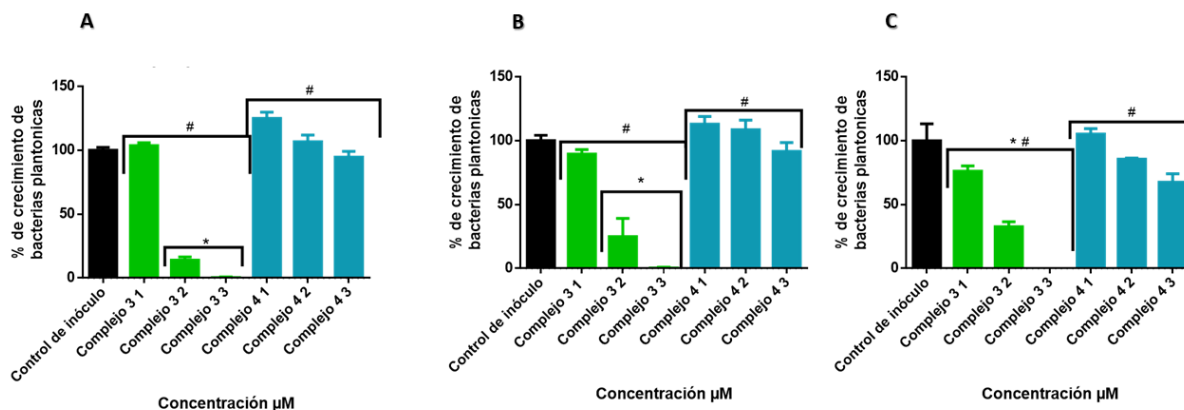 A
% de crecimiento de
bacterias plantonicas
150
100
50
0
#
#
*
Control de inóculo
Complejo 3 1
Complejo 3 2
Complejo 3 3
Complejo 4 1
Complejo 4 2
Complejo 4 3
Concentración µM
B
% de crecimiento de
bacterias plantonicas
150
100
50
0
#
#
*
Control de inóculo
Complejo 3 1
Complejo 3 2
Complejo 3 3
Complejo 4 1
Complejo 4 2
Complejo 4 3
Concentración µM
C
% de crecimiento de
bacterias plantonicas
150
100
50
0
* #
#
Control de inóculo
Complejo 3 1
Complejo 3 2
Complejo 3 3
Complejo 4 1
Complejo 4 2
Complejo 4 3
Concentración µM